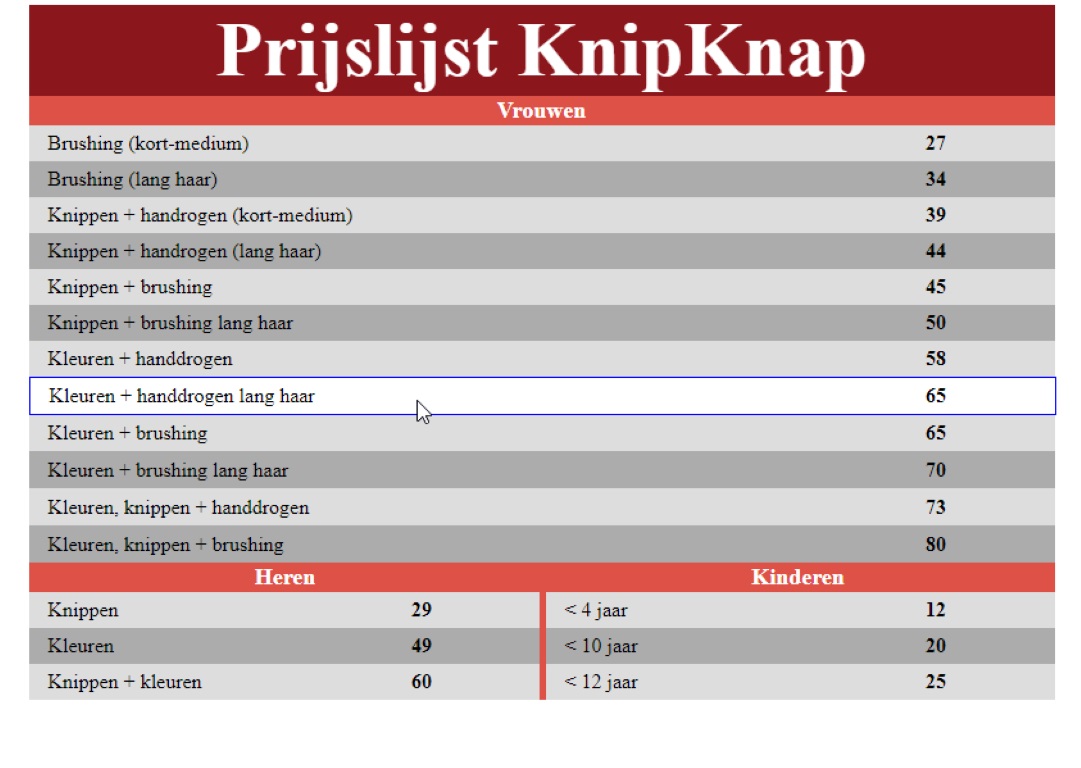 Prijslijst KnipKnap
Vrouwen
Brushing (kort-medium) 27
Brushing (lang haar) 34
Knippen + handrogen (kort-medium) 39
Knippen + handrogen (lang haar) 44
Knippen + brushing 45
Knippen + brushing lang haar 50
Kleuren + handdrogen 58
Kleuren + handdrogen lang haar 65
Kleuren + brushing 65
Kleuren + brushing lang haar 70
Kleuren, knippen + handdrogen 73
Kleuren, knippen + brushing 80
Heren Kinderen
Knippen 29 < 4 jaar 12
Kleuren 49 < 10 jaar 20
Knippen + kleuren 60 < 12 jaar 25